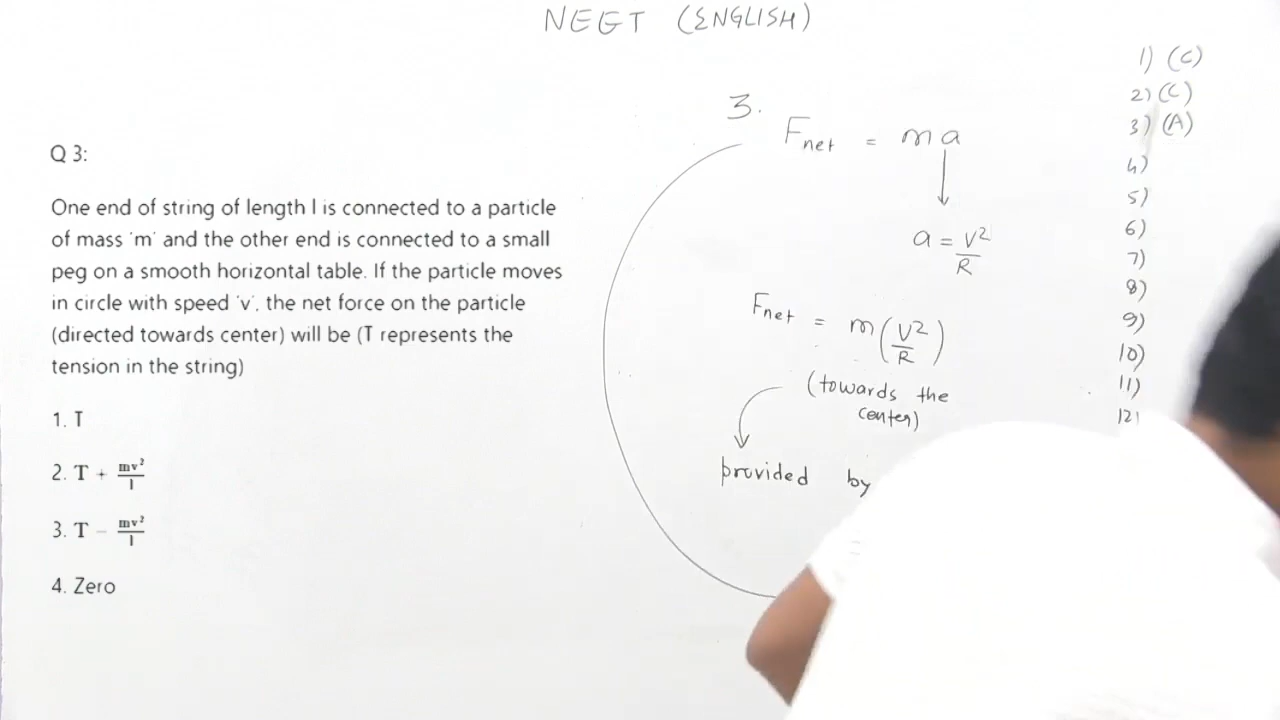 NEET (ENGLISH)
Q 3:
One end of string of length l is connected to a particle
of mass 'm' and the other end is connected to a small
peg on a smooth horizontal table. If the particle moves
in circle with speed 'v', the net force on the particle
(directed towards center) will be (T represents the
tension in the string)
1. T
2. T + mv²/l
3. T − mv²/l
4. Zero
3.
Fnet = ma
a = V²/R
Fnet = m(V²/R)
(towards the
center)
provided by
1) (C)
2) (C)
3) (A)
4)
5)
6)
7)
8)
9)
10)
11)
12)